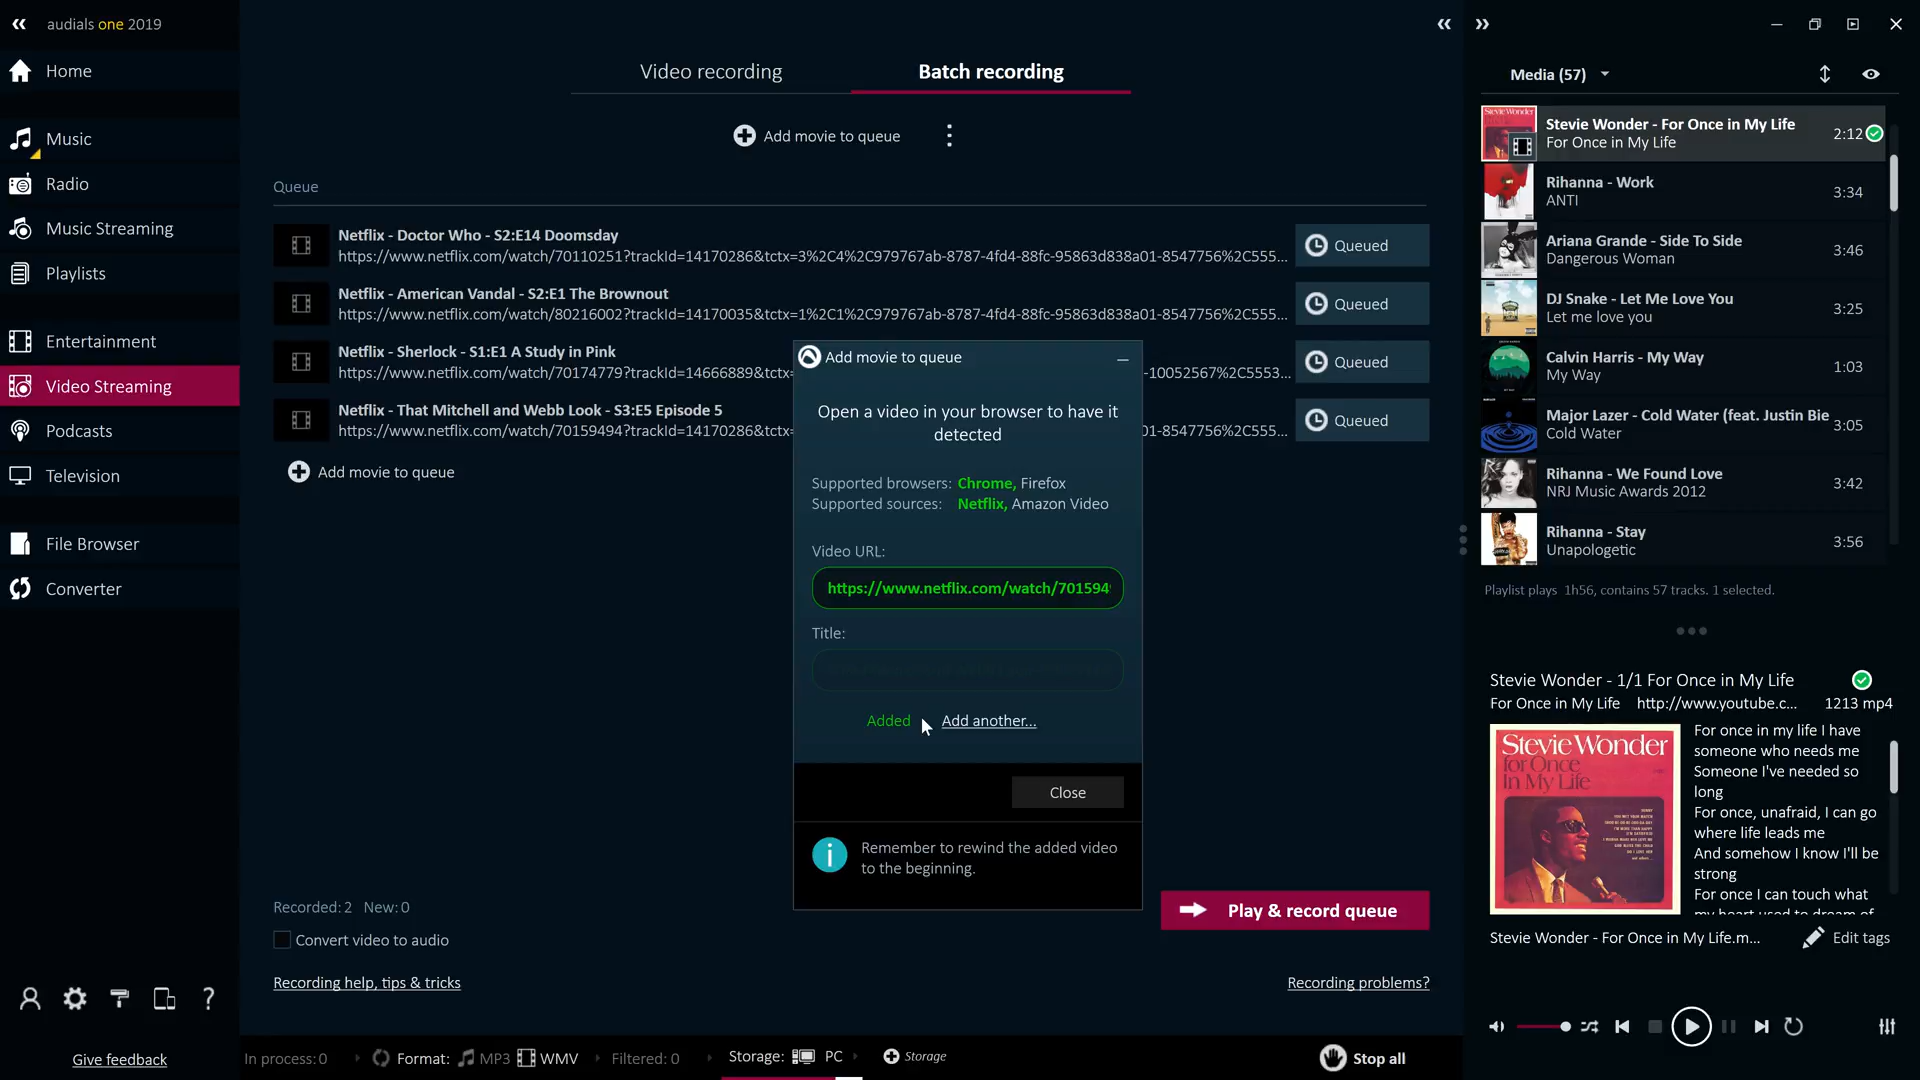 audials one 2019
Home
Music
Radio
Music Streaming
Playlists
Entertainment
Video Streaming
Podcasts
Television
File Browser
Converter
Give feedback
Video recording
Batch recording
Add movie to queue
Queue
Netflix - Doctor Who - S2:E14 Doomsday
https://www.netflix.com/watch/70110251?trackId=14170286&tctx=3%2C4%2C979767ab-8787-4fd4-88fc-95863d838a01-8547756%2C555...
Queued
Netflix - American Vandal - S2:E1 The Brownout
https://www.netflix.com/watch/80216002?trackId=14170035&tctx=1%2C1%2C979767ab-8787-4fd4-88fc-95863d838a01-8547756%2C555...
Queued
Netflix - Sherlock - S1:E1 A Study in Pink
https://www.netflix.com/watch/70174779?trackId=14666889&tctx= -10052567%2C5553...
Queued
Netflix - That Mitchell and Webb Look - S3:E5 Episode 5
https://www.netflix.com/watch/70159494?trackId=14170286&tctx= 01-8547756%2C555...
Queued
Add movie to queue
Add movie to queue
Open a video in your browser to have it
detected
Supported browsers: Chrome, Firefox
Supported sources: Netflix, Amazon Video
Video URL:
https://www.netflix.com/watch/701594
Title:
Added Add another...
Close
i
Remember to rewind the added video
to the beginning.
Recorded: 2 New: 0
Convert video to audio
Recording help, tips & tricks
Play & record queue
Recording problems?
In process: 0
Format: MP3 WMV
Filtered: 0
Storage: PC
Storage
Stop all
Media (57)
Stevie Wonder - For Once in My Life
For Once in My Life
2:12
Rihanna - Work
ANTI
3:34
Ariana Grande - Side To Side
Dangerous Woman
3:46
DJ Snake - Let Me Love You
Let me love you
3:25
Calvin Harris - My Way
My Way
1:03
Major Lazer - Cold Water (feat. Justin Bie
Cold Water
3:05
Rihanna - We Found Love
NRJ Music Awards 2012
3:42
Rihanna - Stay
Unapologetic
3:56
Playlist plays 1h56, contains 57 tracks. 1 selected.
Stevie Wonder - 1/1 For Once in My Life
For Once in My Life http://www.youtube.c... 1213 mp4
Stevie Wonder
for Once
In My Life
For once in my life I have
someone who needs me
Someone I've needed so
long
For once, unafraid, I can go
where life leads me
And somehow I know I'll be
strong
For once I can touch what
my heart used to dream of
Stevie Wonder - For Once in My Life.m...
Edit tags